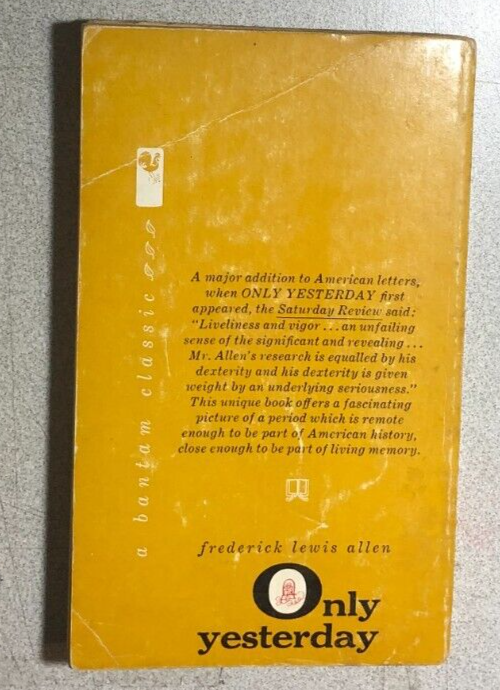 a bantam classic
A major addition to American letters,
when ONLY YESTERDAY first
appeared, the Saturday Review said:
"Liveliness and vigor ... an unfailing
sense of the significant and revealing ...
Mr. Allen's research is equalled by his
dexterity and his dexterity is given
weight by an underlying seriousness."
This unique book offers a fascinating
picture of a period which is remote
enough to be part of American history,
close enough to be part of living memory.
frederick lewis allen
Only
yesterday